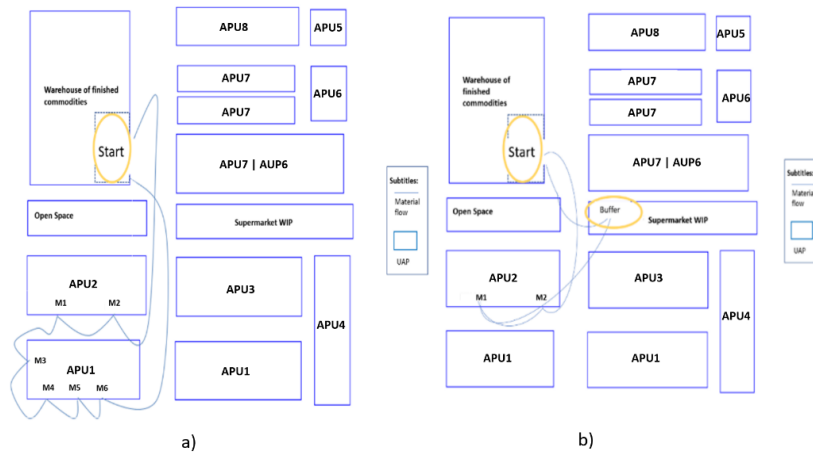 APU8
APU5
Warehouse of finished
commodities
APU7
APU6
APU7
Start
APU7 | AUP6
Open Space
Supermarket WIP
APU2
M1
M2
APU3
APU4
M3
APU1
M4
M5
M6
APU1
Subtitles:
Material
flow
UAP
a)
APU8
APU5
Warehouse of
finished
commodities
APU7
APU6
APU7
Start
APU7 | AUP6
Buffer
Open Space
Supermarket WIP
APU2
M1
M2
APU3
APU4
APU1
APU1
Subtitles:
Material
flow
UAP
b)